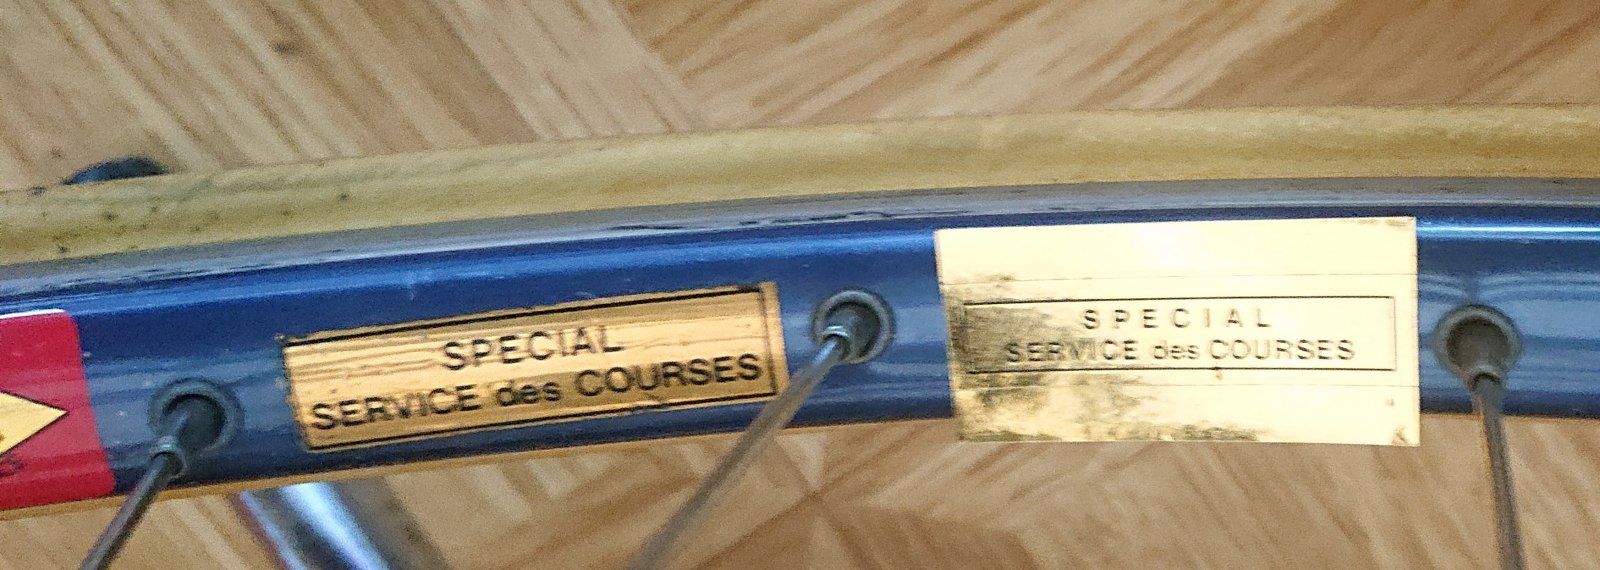 SPECIAL
SERVICE des COURSES
SPECIAL
SERVICE des COURSES